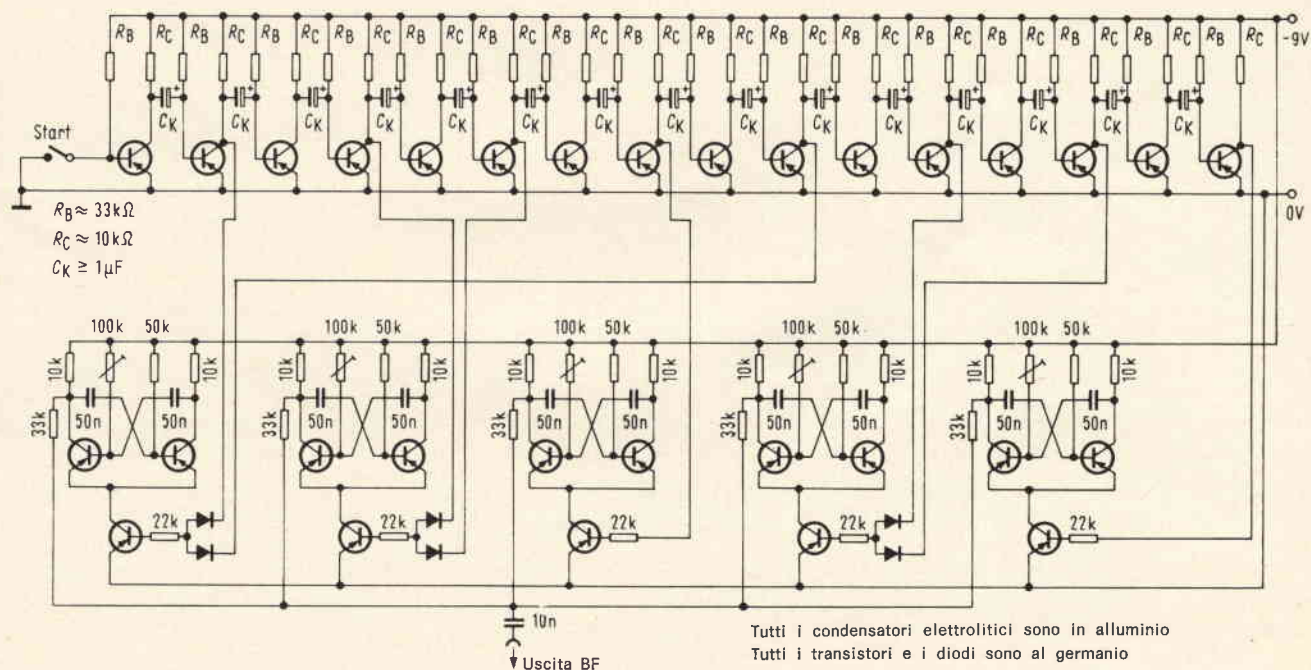 R_B R_C R_B R_C R_B R_C R_B R_C R_B R_C R_B R_C R_B R_C R_B R_C R_B R_C R_B R_C R_B R_C R_B R_C R_B R_C R_B R_C R_B R_C R_B R_C
-9V
+ + + + + + + + + + + + + + +
C_K C_K C_K C_K C_K C_K C_K C_K C_K C_K C_K C_K C_K C_K C_K
Start
0V
R_B ≈ 33kΩ
R_C ≈ 10kΩ
C_K ≥ 1µF
100k 50k 100k 50k 100k 50k 100k 50k 100k 50k
10k 10k 10k 10k 10k 10k 10k 10k 10k 10k
33k 50n 50n 33k 50n 50n 33k 50n 50n 33k 50n 50n 33k 50n 50n
22k 22k 22k 22k 22k
10n
Uscita BF
Tutti i condensatori elettrolitici sono in alluminio
Tutti i transistori e i diodi sono al germanio